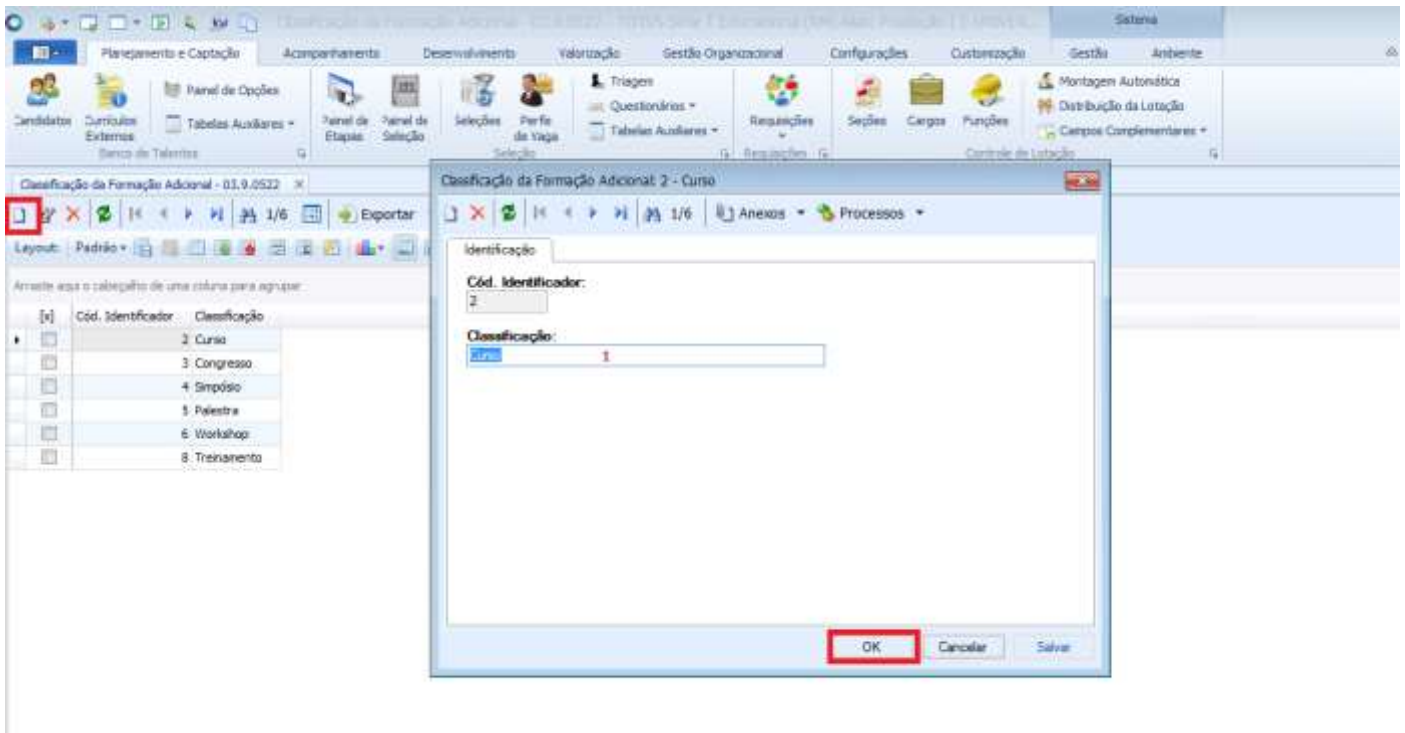 Sistema
Planejamento e Captação Acompanhamento Desenvolvimento Valorização Gestão Organizacional Configurações Customização Gestão Ambiente
Candidatos
Currículos Externos
Painel de Opções
Tabelas Auxiliares
Banco de Talentos
Painel de Etapas
Painel de Seleção
Seleções
Perfis de Vaga
Triagem
Questionários
Tabelas Auxiliares
Seleção
Requisições
Requisições
Seções
Cargos
Funções
Montagem Automática
Distribuição da Lotação
Campos Complementares
Controle de Lotação
Classificação da Formação Adicional - 03.9.0522
1/6 Exportar
Layout: Padrão
Arraste aqui o cabeçalho de uma coluna para agrupar
[x] Cód. Identificador Classificação
2 Curso
3 Congresso
4 Simpósio
5 Palestra
6 Workshop
8 Treinamento
Classificação da Formação Adicional: 2 - Curso
1/6 Anexos Processos
Identificação
Cód. Identificador:
2
Classificação:
Curso 1
OK Cancelar Salvar